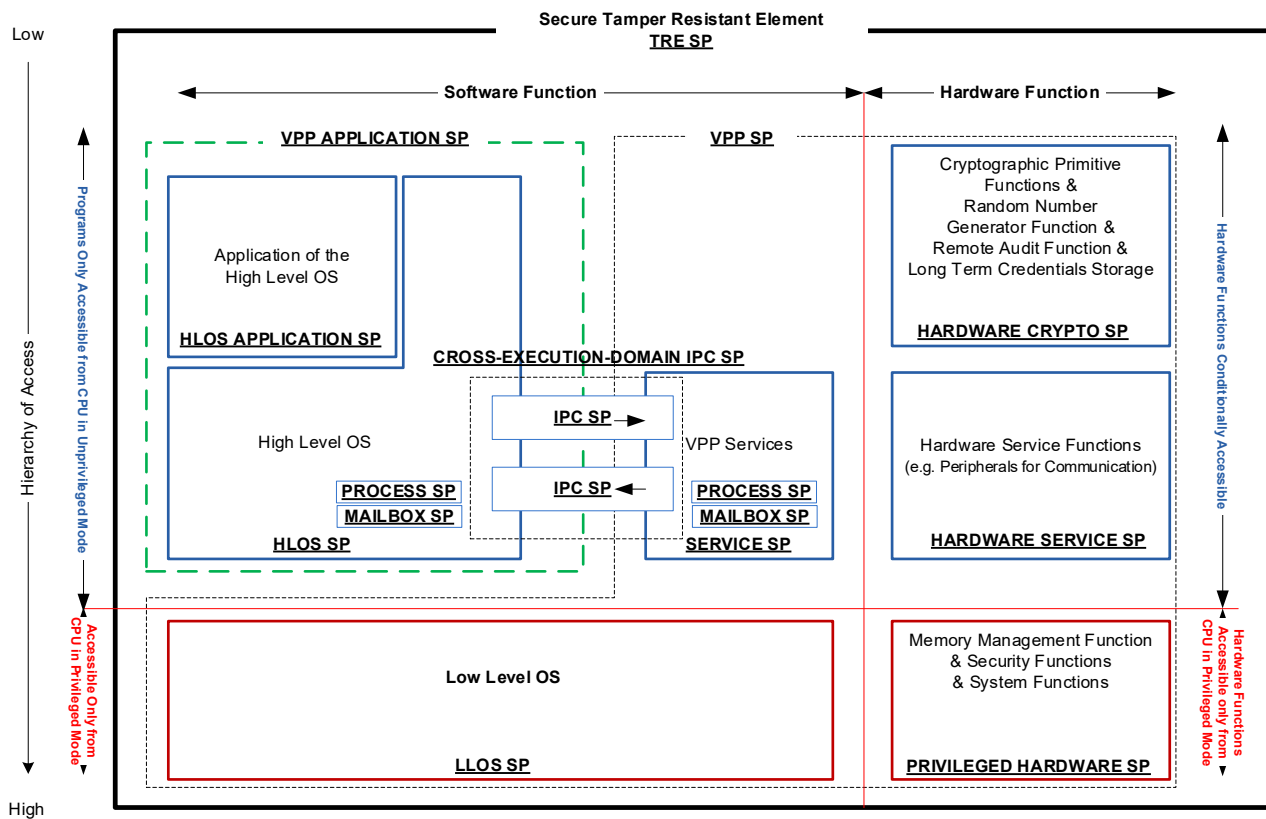 Secure Tamper Resistant Element
TRE SP
Low
Software Function
Hardware Function
VPP APPLICATION SP
VPP SP
Cryptographic Primitive
Functions &
Random Number
Generator Function &
Remote Audit Function &
Long Term Credentials Storage
HARDWARE CRYPTO SP
Application of the
High Level OS
HLOS APPLICATION SP
CROSS-EXECUTION-DOMAIN IPC SP
IPC SP
High Level OS
VPP Services
IPC SP
PROCESS SP
MAILBOX SP
HLOS SP
PROCESS SP
MAILBOX SP
SERVICE SP
Hardware Service Functions
(e.g. Peripherals for Communication)
HARDWARE SERVICE SP
Low Level OS
LLOS SP
Memory Management Function
& Security Functions
& System Functions
PRIVILEGED HARDWARE SP
Hierarchy of Access
Programs Only Accessible from CPU in Unprivileged Mode
Accessible Only from
CPU in Privileged Mode
Hardware Functions Conditionally Accessible
Hardware Functions
Accessible only from
CPU in Privileged Mode
High